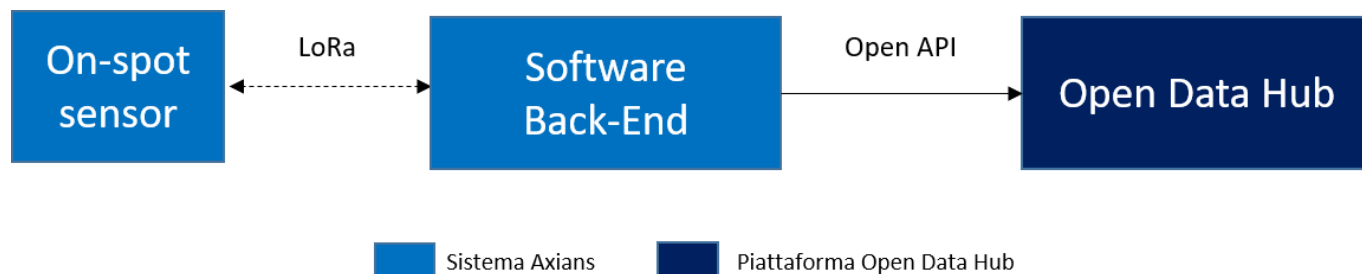 On-spot
sensor
LoRa
Software
Back-End
Open API
Open Data Hub
Sistema Axians
Piattaforma Open Data Hub